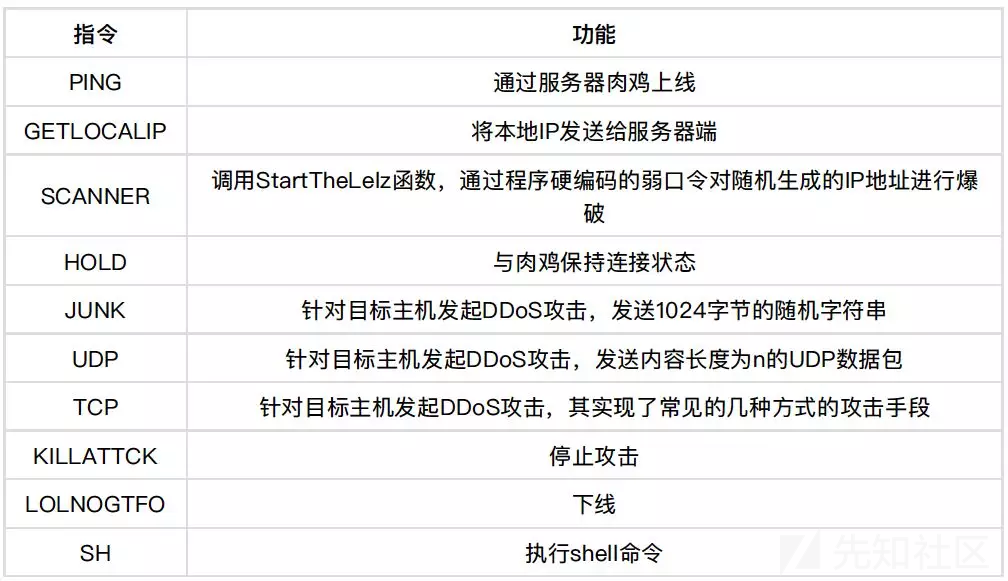 指令 功能
PING 通过服务器肉鸡上线
GETLOCALIP 将本地IP发送给服务器端
SCANNER 调用StartTheLelz函数，通过程序硬编码的弱口令对随机生成的IP地址进行爆
破
HOLD 与肉鸡保持连接状态
JUNK 针对目标主机发起DDoS攻击，发送1024字节的随机字符串
UDP 针对目标主机发起DDoS攻击，发送内容长度为n的UDP数据包
TCP 针对目标主机发起DDoS攻击，其实现了常见的几种方式的攻击手段
KILLATTCK 停止攻击
LOLNOGTFO 下线
SH 执行shell命令
先知社区